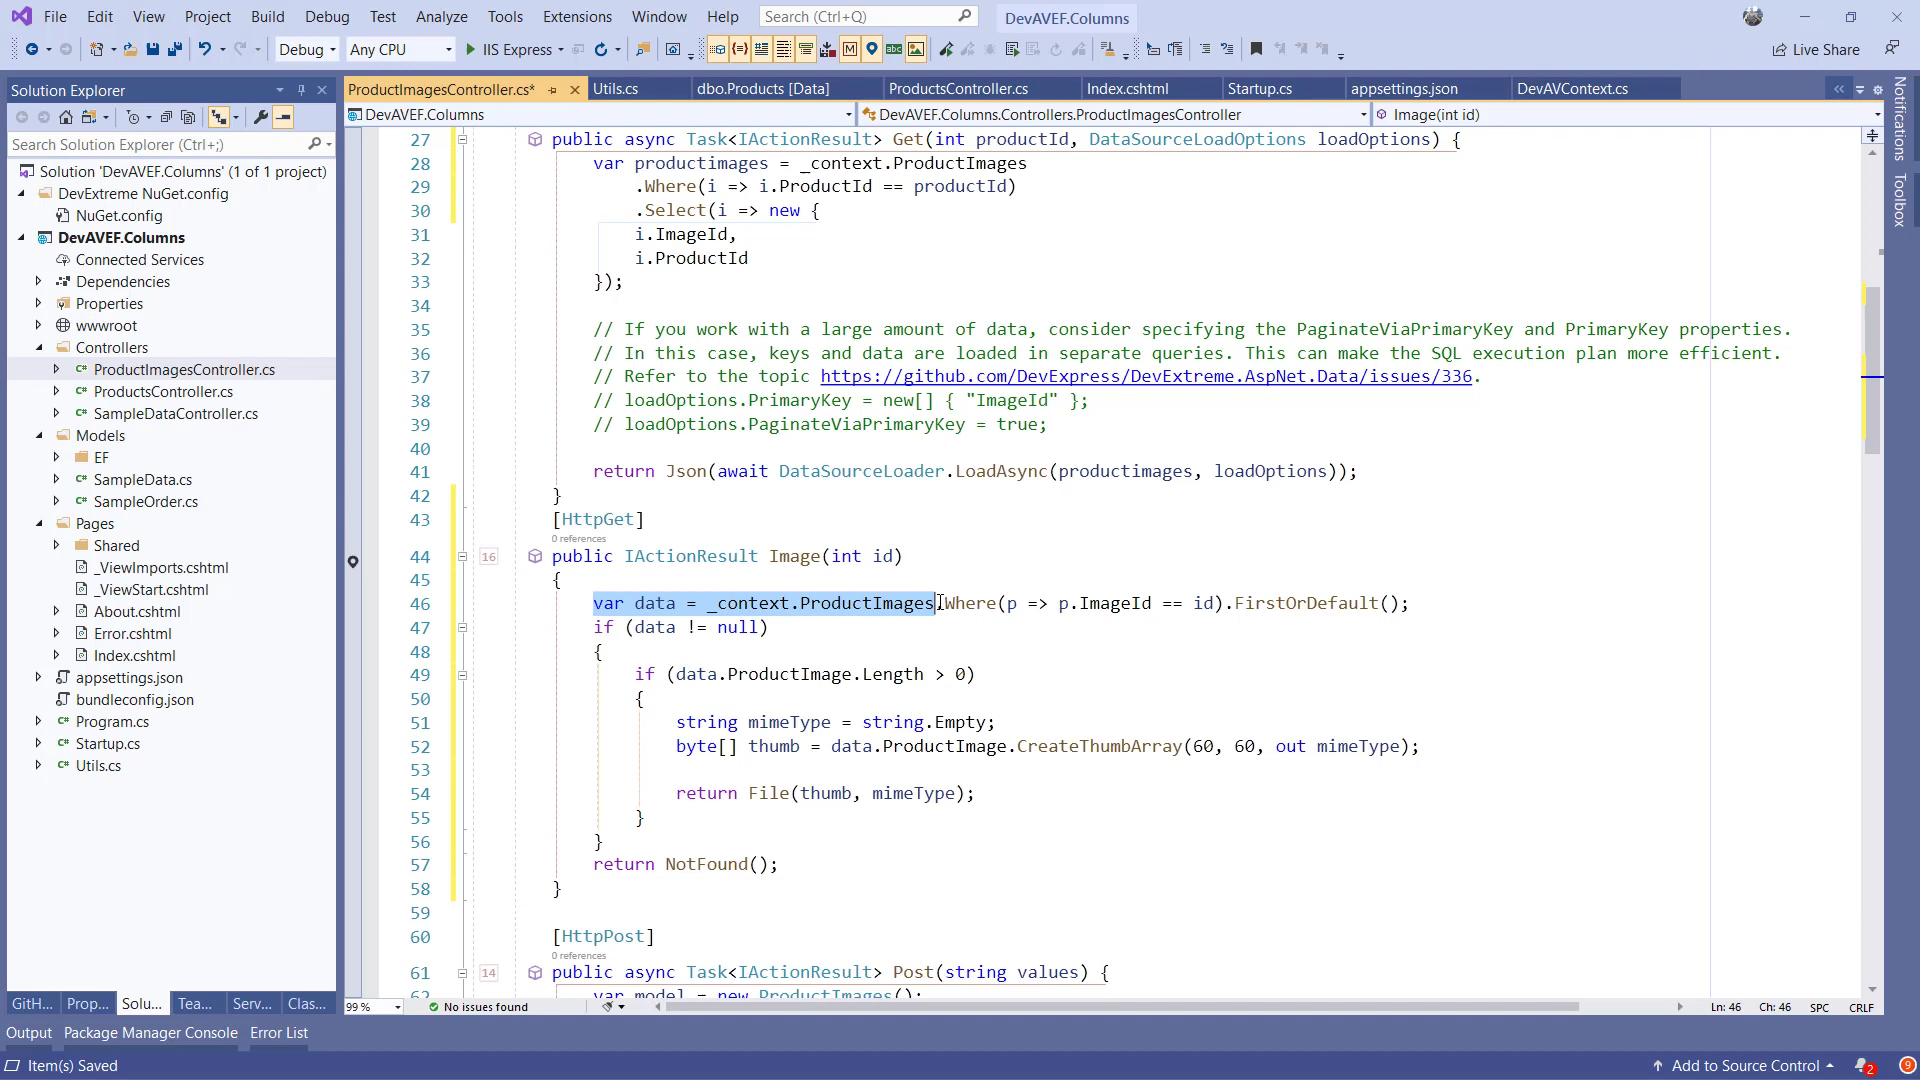 File Edit View Project Build Debug Test Analyze Tools Extensions Window Help Search (Ctrl+Q) DevAVEF.Columns
Debug Any CPU IIS Express Live Share
Solution Explorer
Search Solution Explorer (Ctrl+;)
Solution 'DevAVEF.Columns' (1 of 1 project)
DevExtreme NuGet.config
NuGet.config
DevAVEF.Columns
Connected Services
Dependencies
Properties
wwwroot
Controllers
ProductImagesController.cs
ProductsController.cs
SampleDataController.cs
Models
EF
SampleData.cs
SampleOrder.cs
Pages
Shared
_ViewImports.cshtml
_ViewStart.cshtml
About.cshtml
Error.cshtml
Index.cshtml
appsettings.json
bundleconfig.json
Program.cs
Startup.cs
Utils.cs
GitH... Prop... Solu... Tea... Serv... Clas...
ProductImagesController.cs* Utils.cs dbo.Products [Data] ProductsController.cs Index.cshtml Startup.cs appsettings.json DevAVContext.cs
DevAVEF.Columns DevAVEF.Columns.Controllers.ProductImagesController Image(int id)
27 public async Task<IActionResult> Get(int productId, DataSourceLoadOptions loadOptions) {
28 var productimages = _context.ProductImages
29 .Where(i => i.ProductId == productId)
30 .Select(i => new {
31 i.ImageId,
32 i.ProductId
33 });
34
35 // If you work with a large amount of data, consider specifying the PaginateViaPrimaryKey and PrimaryKey properties.
36 // In this case, keys and data are loaded in separate queries. This can make the SQL execution plan more efficient.
37 // Refer to the topic https://github.com/DevExpress/DevExtreme.AspNet.Data/issues/336.
38 // loadOptions.PrimaryKey = new[] { "ImageId" };
39 // loadOptions.PaginateViaPrimaryKey = true;
40
41 return Json(await DataSourceLoader.LoadAsync(productimages, loadOptions));
42 }
43 [HttpGet]
0 references
44 16 public IActionResult Image(int id)
45 {
46 var data = _context.ProductImages.Where(p => p.ImageId == id).FirstOrDefault();
47 if (data != null)
48 {
49 if (data.ProductImage.Length > 0)
50 {
51 string mimeType = string.Empty;
52 byte[] thumb = data.ProductImage.CreateThumbArray(60, 60, out mimeType);
53
54 return File(thumb, mimeType);
55 }
56 }
57 return NotFound();
58 }
59
60 [HttpPost]
0 references
61 14 public async Task<IActionResult> Post(string values) {
62 var model = new ProductImages();
99 % No issues found Ln: 46 Ch: 46 SPC CRLF
Notifications
Toolbox
Output Package Manager Console Error List
Item(s) Saved Add to Source Control 2 9